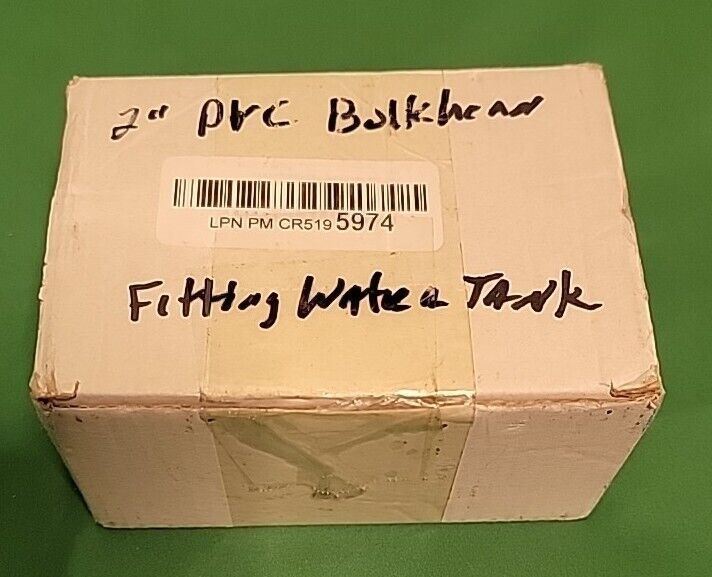 2" PVC Bulkhead
LPN PM CR519 5974
Fitting Water TANK